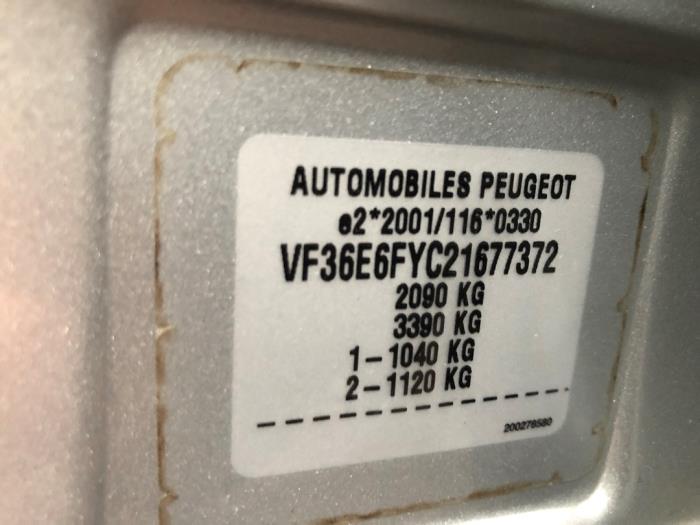 AUTOMOBILES PEUGEOT
e2*2001/116*0330
VF36E6FYC21677372
2090 KG
3390 KG
1-1040 KG
2-1120 KG
200278580